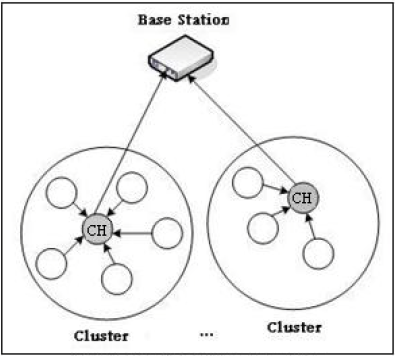 Base Station
CH
CH
Cluster
...
Cluster